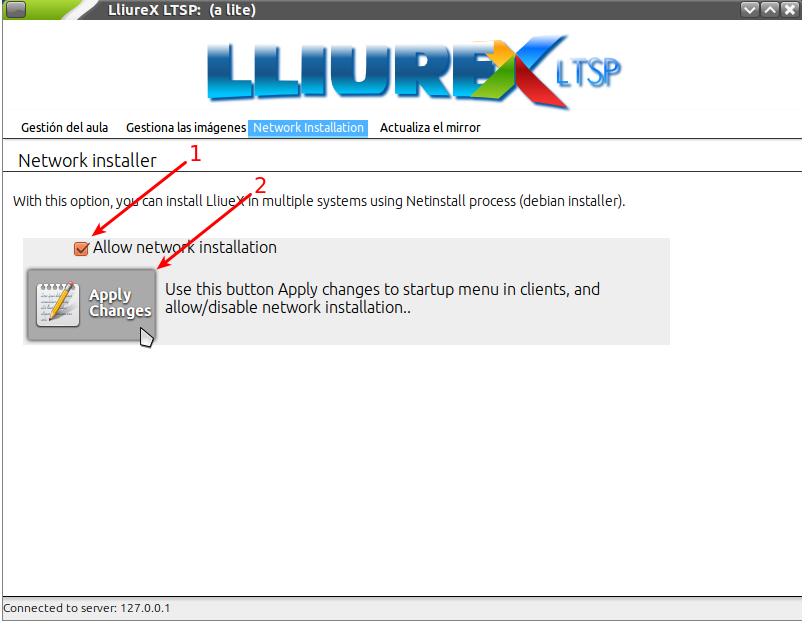 LliureX LTSP: (a lite)
LLIUREX LTSP
Gestión del aula Gestiona las imágenes Network Installation Actualiza el mirror
Network installer
1
2
With this option, you can install LliueX in multiple systems using Netinstall process (debian installer).
Allow network installation
Apply
Changes
Use this button Apply changes to startup menu in clients, and
allow/disable network installation..
Connected to server: 127.0.0.1